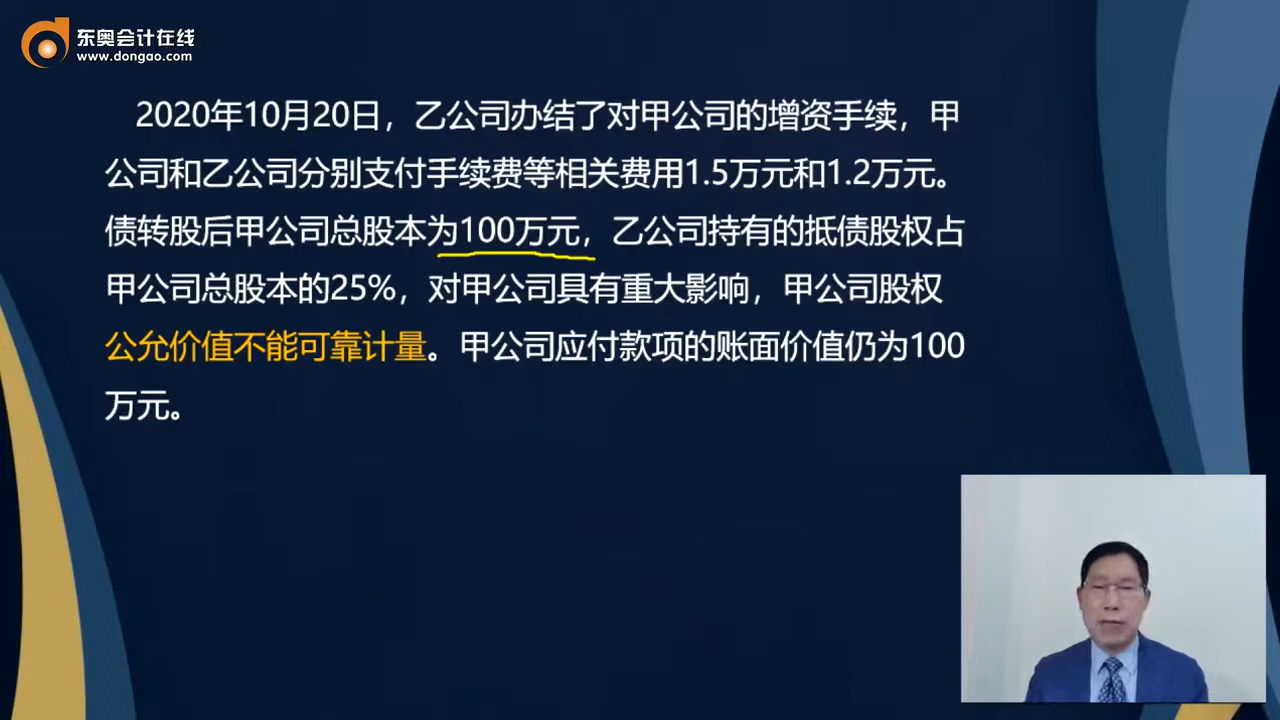 东奥会计在线
www.dongao.com
2020年10月20日，乙公司办结了对甲公司的增资手续，甲
公司和乙公司分别支付手续费等相关费用1.5万元和1.2万元。
债转股后甲公司总股本为100万元，乙公司持有的抵债股权占
甲公司总股本的25%，对甲公司具有重大影响，甲公司股权
公允价值不能可靠计量。甲公司应付款项的账面价值仍为100
万元。